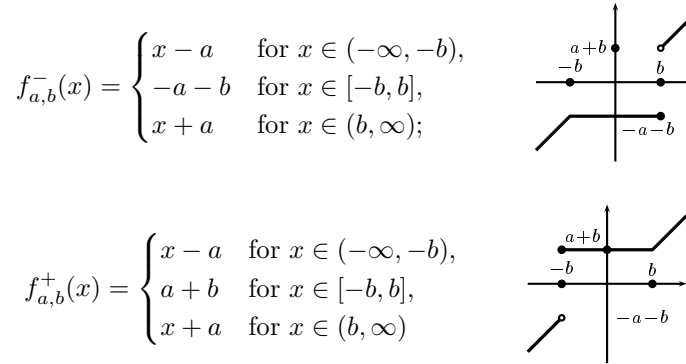 x − a for x ∈ (−∞, −b),
f⁻_{a,b}(x) = { −a − b for x ∈ [−b, b],
x + a for x ∈ (b, ∞);
a+b
−b
b
−a−b
x − a for x ∈ (−∞, −b),
f⁺_{a,b}(x) = { a + b for x ∈ [−b, b],
x + a for x ∈ (b, ∞)
a+b
−b
b
−a−b